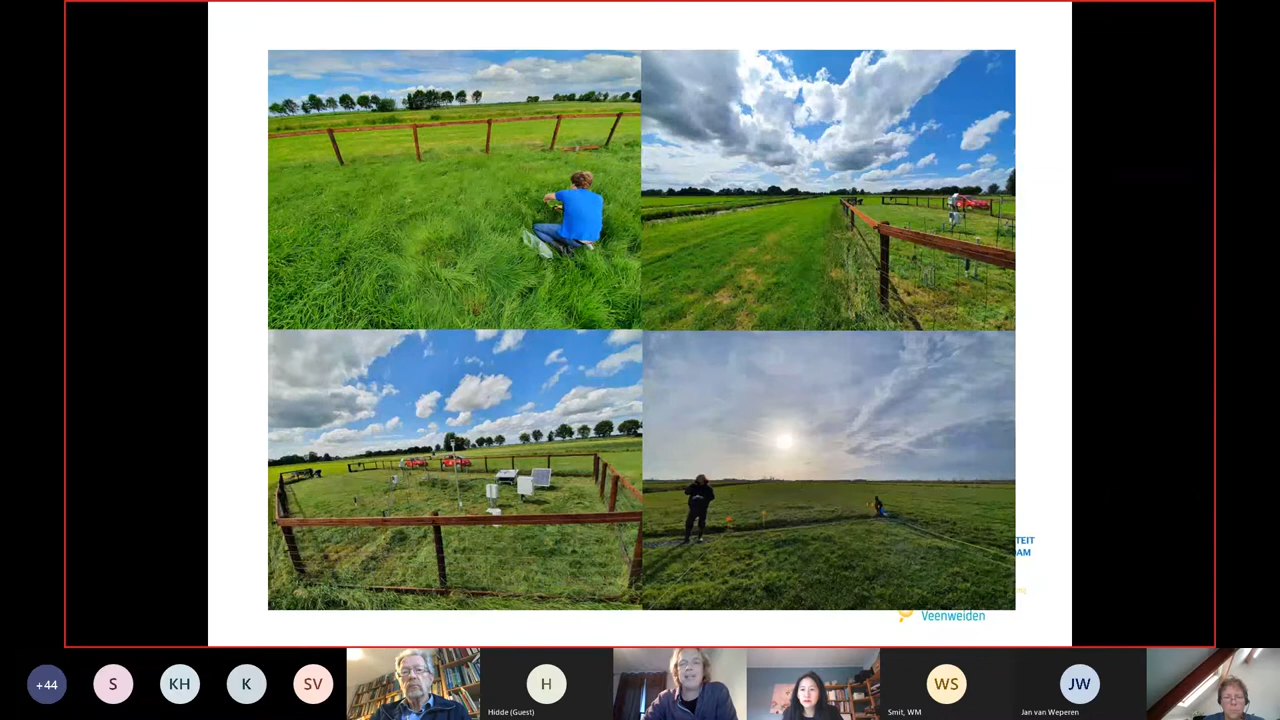 TEIT
AM
Veenweiden
+44
S
KH
K
SV
H
Hidde (Guest)
WS
Smit, WM
JW
Jan van Weperen